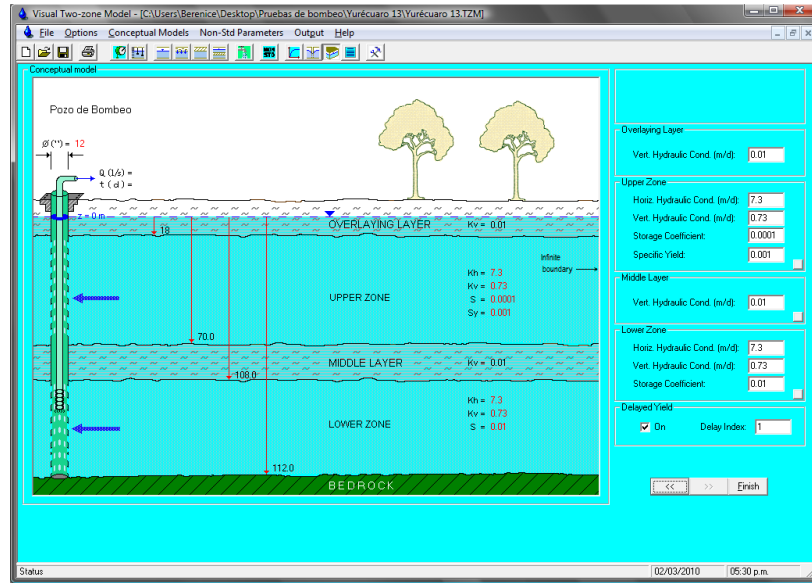 Visual Two-zone Model - [C:\Users\Berenice\Desktop\Pruebas de bombeo\Yurécuaro 13\Yurécuaro 13.TZM]
File Options Conceptual Models Non-Std Parameters Output Help
Conceptual model
Pozo de Bombeo
Ø (") = 12
Q (l/s) =
t (d) =
z = 0 m
OVERLAYING LAYER Kv = 0.01
18
Infinite
boundary
UPPER ZONE
Kh = 7.3
Kv = 0.73
S = 0.0001
Sy = 0.001
70.0
MIDDLE LAYER Kv = 0.01
108.0
LOWER ZONE
Kh = 7.3
Kv = 0.73
S = 0.01
112.0
BEDROCK
Overlaying Layer
Vert. Hydraulic Cond. (m/d): 0.01
Upper Zone
Horiz. Hydraulic Cond. (m/d): 7.3
Vert. Hydraulic Cond. (m/d): 0.73
Storage Coefficient: 0.0001
Specific Yield: 0.001
Middle Layer
Vert. Hydraulic Cond. (m/d): 0.01
Lower Zone
Horiz. Hydraulic Cond. (m/d): 7.3
Vert. Hydraulic Cond. (m/d): 0.73
Storage Coefficient: 0.01
Delayed Yield
On Delay Index: 1
<< >> Finish
Status 02/03/2010 05:30 p.m.